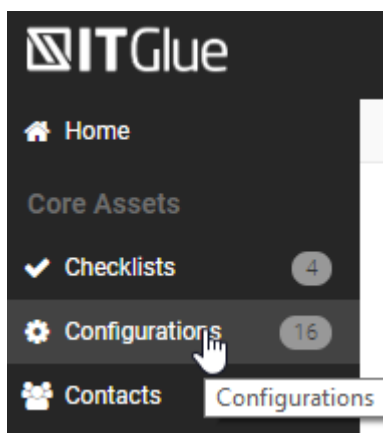 ITGlue
Home
Core Assets
Checklists 4
Configurations 16
Contacts
Configurations